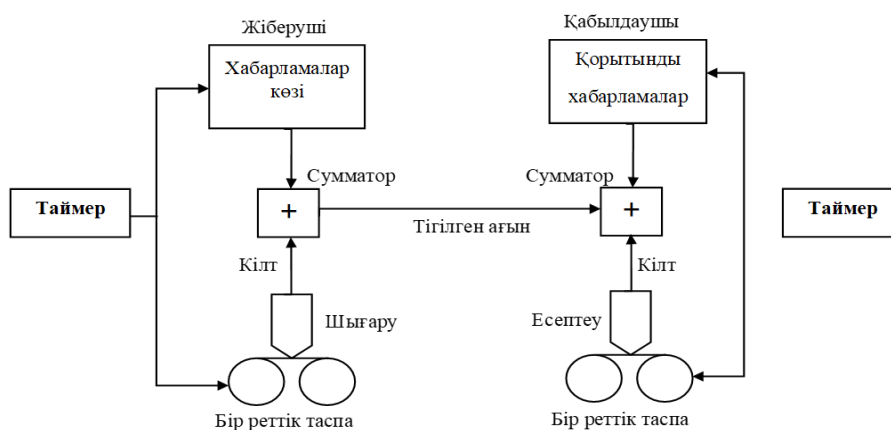 Жіберуші
Қабылдаушы
Хабарламалар
көзі
Қорытынды
хабарламалар
Сумматор
Сумматор
Таймер
+
+
Таймер
Тігілген ағын
Кілт
Кілт
Шығару
Есептеу
Бір реттік таспа
Бір реттік таспа